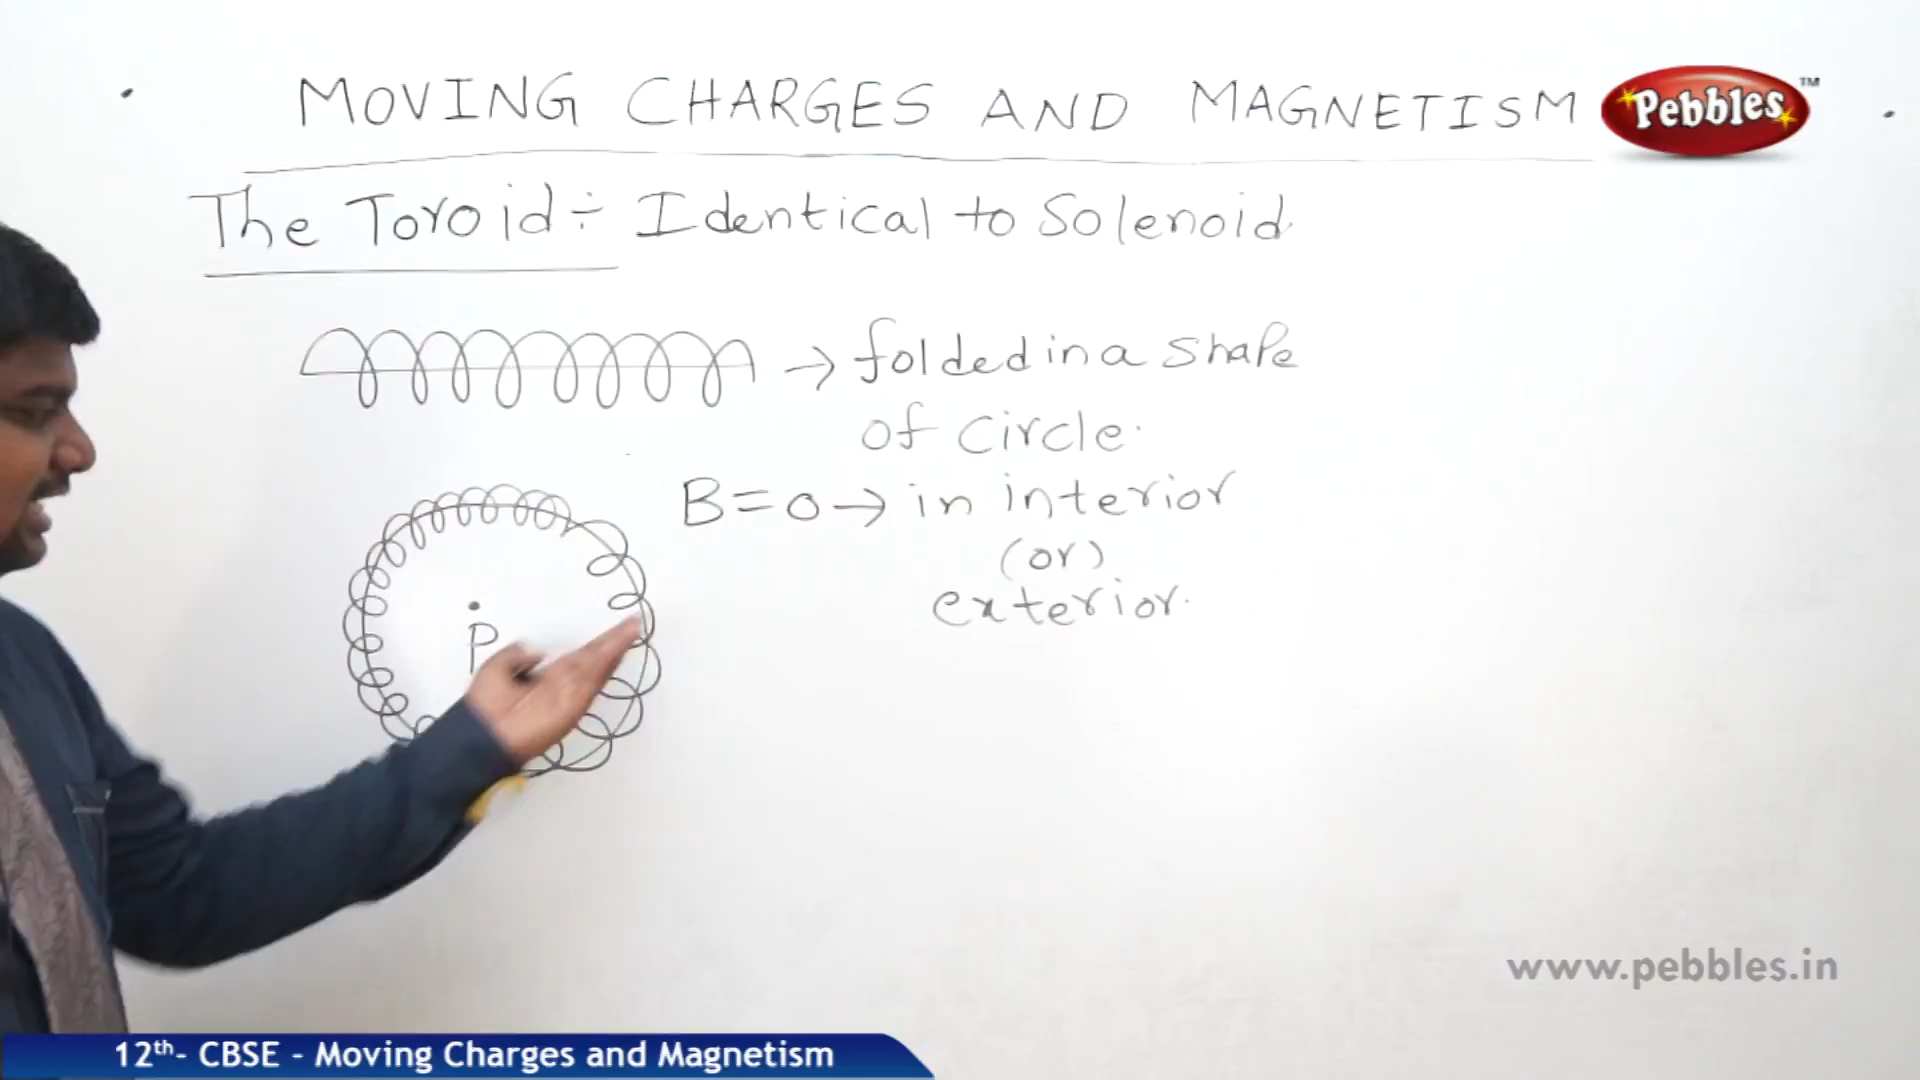 MOVING CHARGES AND MAGNETISM
Pebbles™
The Toroid ÷ Identical to Solenoid.
→ folded in a shape
of circle.
B = 0 → in interior
(or)
exterior.
P
www.pebbles.in
12th- CBSE - Moving Charges and Magnetism